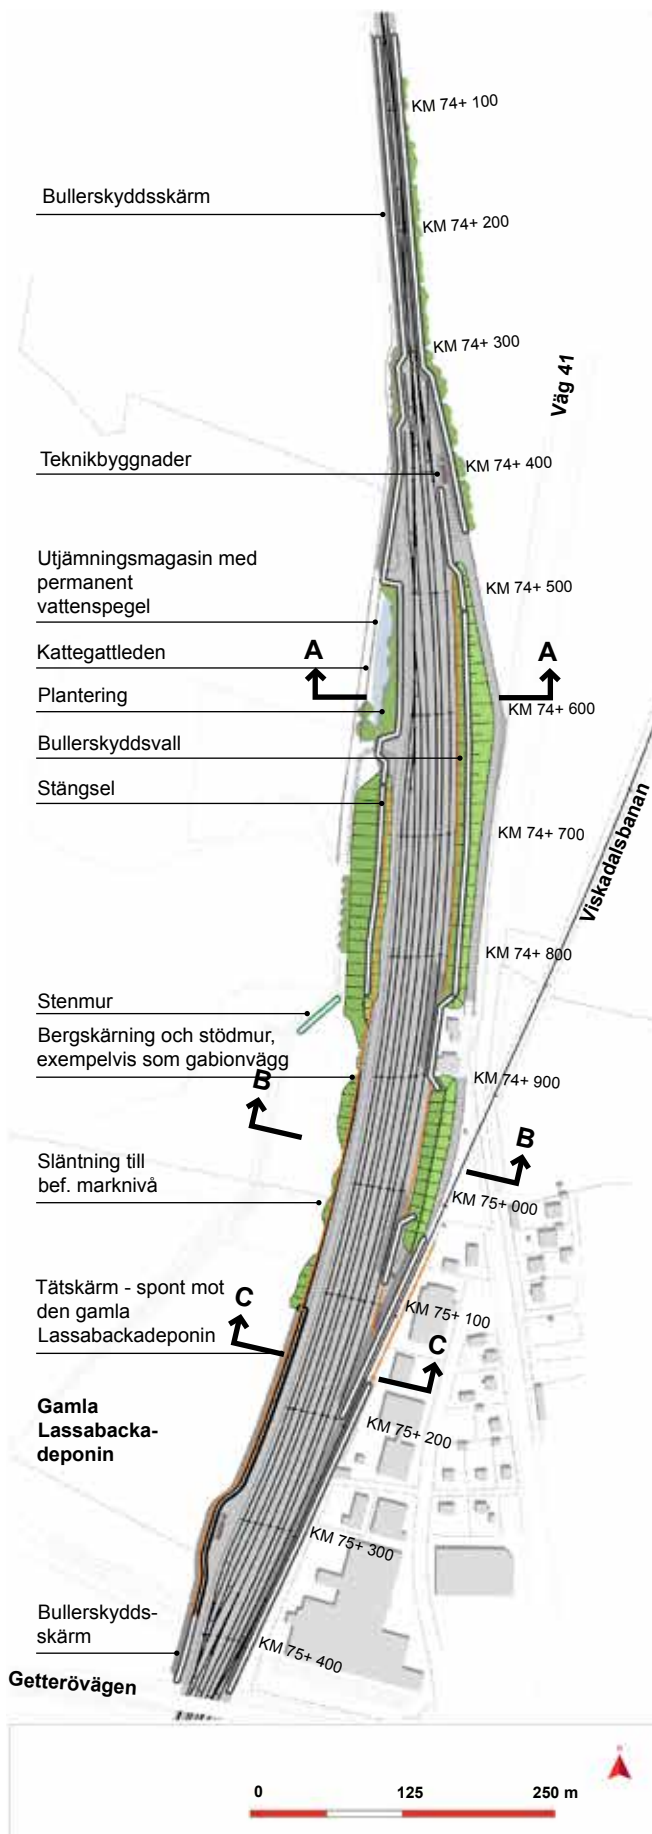 KM 74+ 100
Bullerskyddsskärm
KM 74+ 200
KM 74+ 300
Väg 41
Teknikbyggnader
KM 74+ 400
Utjämningsmagasin med
permanent
vattenspegel
KM 74+ 500
Kattegattleden
A
A
Plantering
KM 74+ 600
Bullerskyddsvall
Stängsel
Viskadalsbanan
KM 74+ 700
KM 74+ 800
Stenmur
Bergskärning och stödmur,
exempelvis som gabionvägg
KM 74+ 900
B
B
Släntning till
bef. marknivå
KM 75+ 000
Tätskärm - spont mot
den gamla
Lassabackadeponin
C
KM 75+ 100
C
Gamla
Lassabacka-
deponin
KM 75+ 200
KM 75+ 300
Bullerskydds-
skärm
KM 75+ 400
Getterövägen
0 125 250 m